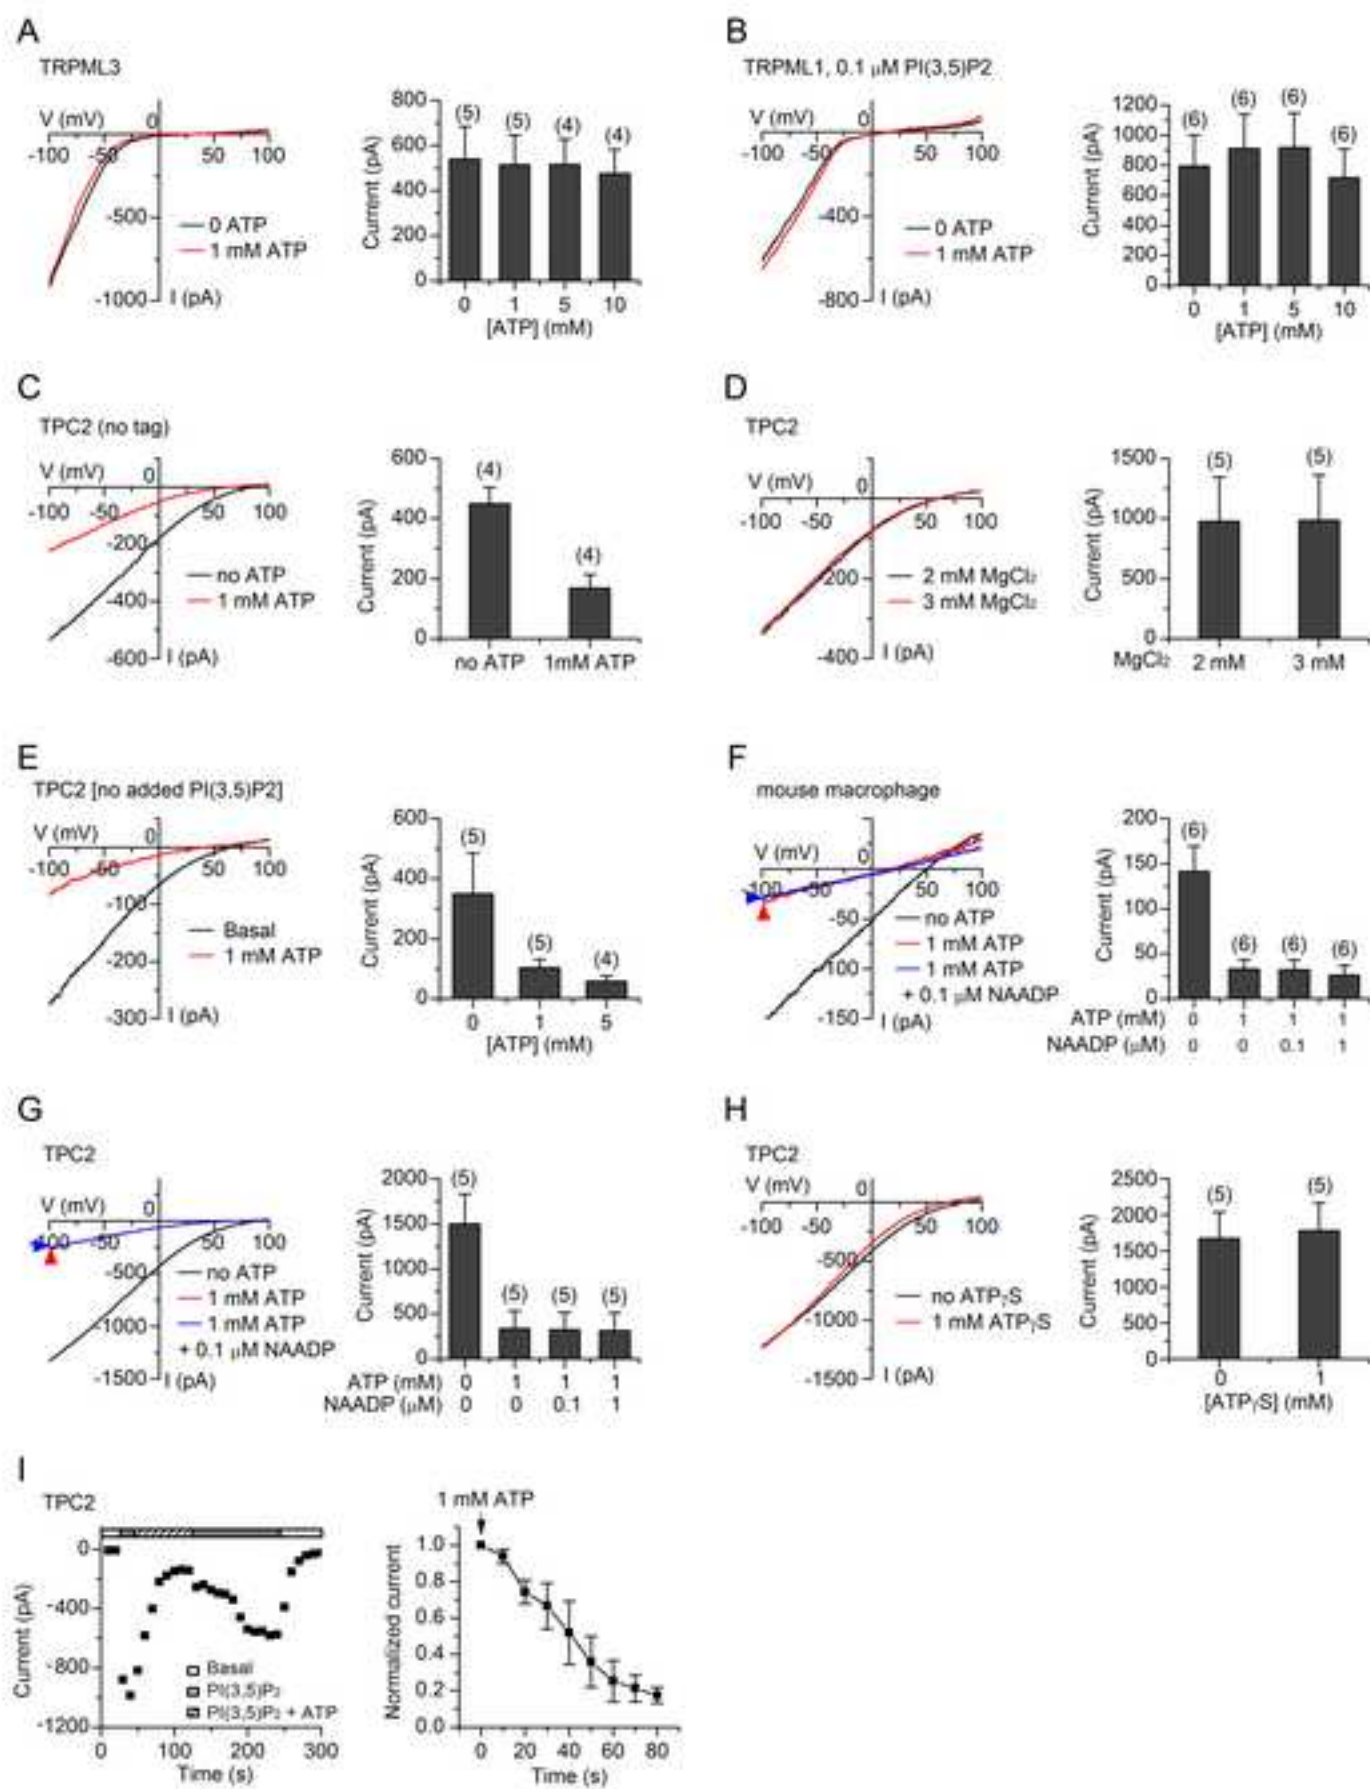 A
TRPML3
V (mV)
0
-100
-50
50
100
-500
-1000
I (pA)
0 ATP
1 mM ATP
Current (pA)
800
600
400
200
0
(5)
(5)
(4)
(4)
0
1
5
10
[ATP] (mM)
B
TRPML1, 0.1 μM PI(3,5)P2
V (mV)
0
-100
-50
50
100
-400
-800
I (pA)
0 ATP
1 mM ATP
Current (pA)
1200
1000
800
600
400
200
0
(6)
(6)
(6)
(6)
0
1
5
10
[ATP] (mM)
C
TPC2 (no tag)
V (mV)
0
-100
-50
50
100
-200
-400
-600
I (pA)
no ATP
1 mM ATP
Current (pA)
600
400
200
0
(4)
(4)
no ATP
1mM ATP
D
TPC2
V (mV)
0
-100
-50
50
100
-200
-400
I (pA)
2 mM MgCl₂
3 mM MgCl₂
Current (pA)
1500
1000
500
0
(5)
(5)
MgCl₂
2 mM
3 mM
E
TPC2 [no added PI(3,5)P2]
V (mV)
0
-100
-50
50
100
-100
-200
-300
I (pA)
Basal
1 mM ATP
Current (pA)
600
400
200
0
(5)
(5)
(4)
0
1
5
[ATP] (mM)
F
mouse macrophage
V (mV)
0
100
50
50
100
-50
-100
-150
I (pA)
no ATP
1 mM ATP
1 mM ATP
+ 0.1 μM NAADP
Current (pA)
200
150
100
50
0
(6)
(6)
(6)
(6)
ATP (mM) 0 1 1 1
NAADP (μM) 0 0 0.1 1
G
TPC2
V (mV)
0
-100
-50
50
100
-500
-1000
-1500
I (pA)
no ATP
1 mM ATP
1 mM ATP
+ 0.1 μM NAADP
Current (pA)
2000
1500
1000
500
0
(5)
(5)
(5)
(5)
ATP (mM) 0 1 1 1
NAADP (μM) 0 0 0.1 1
H
TPC2
V (mV)
0
-100
-50
50
100
-500
-1000
-1500
I (pA)
no ATPγS
1 mM ATPγS
Current (pA)
2500
2000
1500
1000
500
0
(5)
(5)
0
1
[ATPγS] (mM)
I
TPC2
Current (pA)
0
-400
-800
-1200
Basal
PI(3,5)P₂
PI(3,5)P₂ + ATP
0
100
200
300
Time (s)
1 mM ATP
Normalized current
1.0
0.8
0.6
0.4
0.2
0.0
0
20
40
60
80
Time (s)